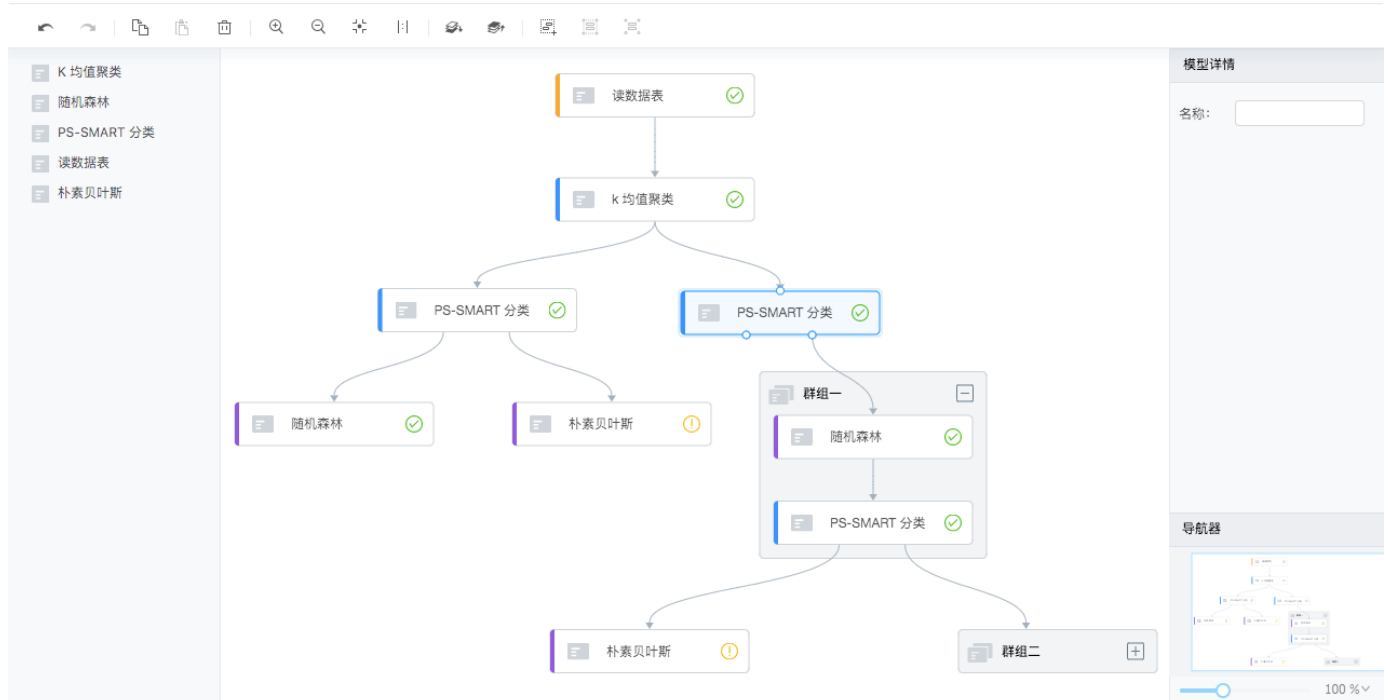 K 均值聚类
随机森林
PS-SMART 分类
读数据表
朴素贝叶斯
读数据表
k 均值聚类
PS-SMART 分类
PS-SMART 分类
随机森林
朴素贝叶斯
群组一
随机森林
PS-SMART 分类
朴素贝叶斯
群组二
模型详情
名称:
导航器
100 %